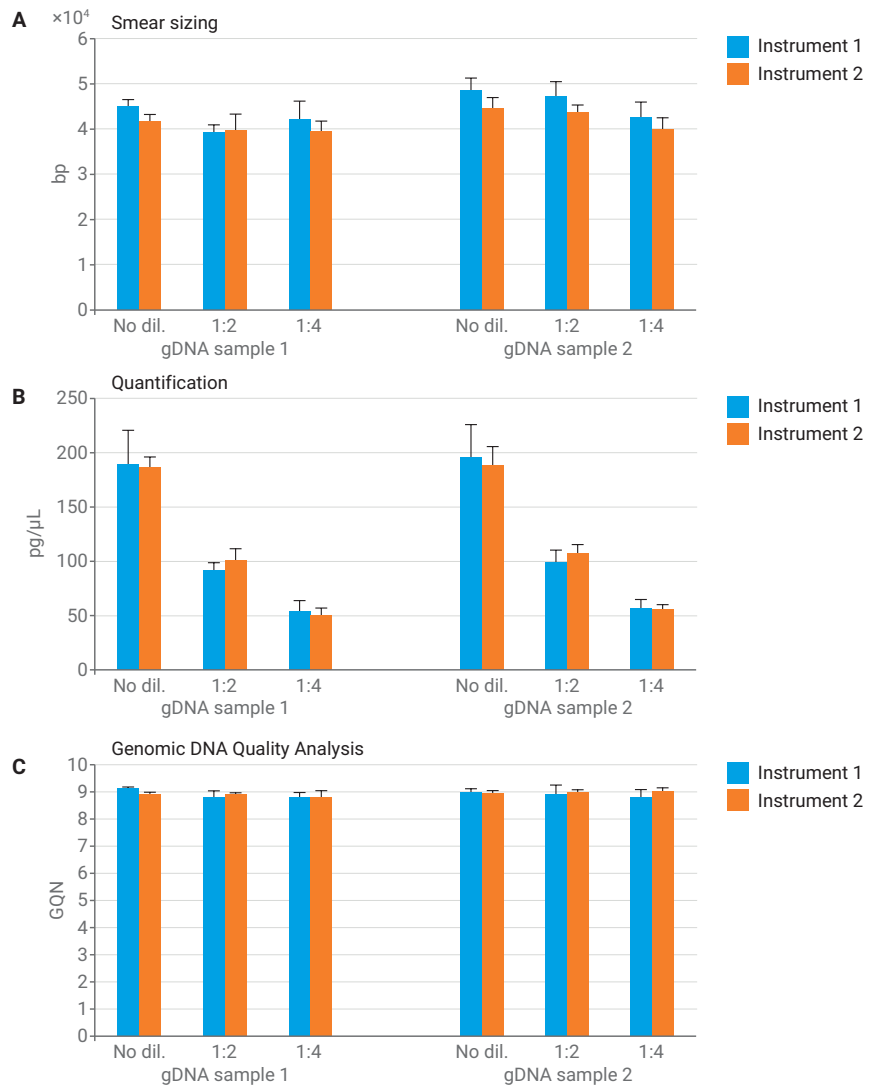 A
×10⁴
Smear sizing
6
5
4
3
2
1
0
bp
No dil. 1:2 1:4 No dil. 1:2 1:4
gDNA sample 1 gDNA sample 2
Instrument 1
Instrument 2
B
Quantification
250
200
150
100
50
0
pg/µL
No dil. 1:2 1:4 No dil. 1:2 1:4
gDNA sample 1 gDNA sample 2
Instrument 1
Instrument 2
C
Genomic DNA Quality Analysis
10
9
8
7
6
5
4
3
2
1
0
GQN
No dil. 1:2 1:4 No dil. 1:2 1:4
gDNA sample 1 gDNA sample 2
Instrument 1
Instrument 2